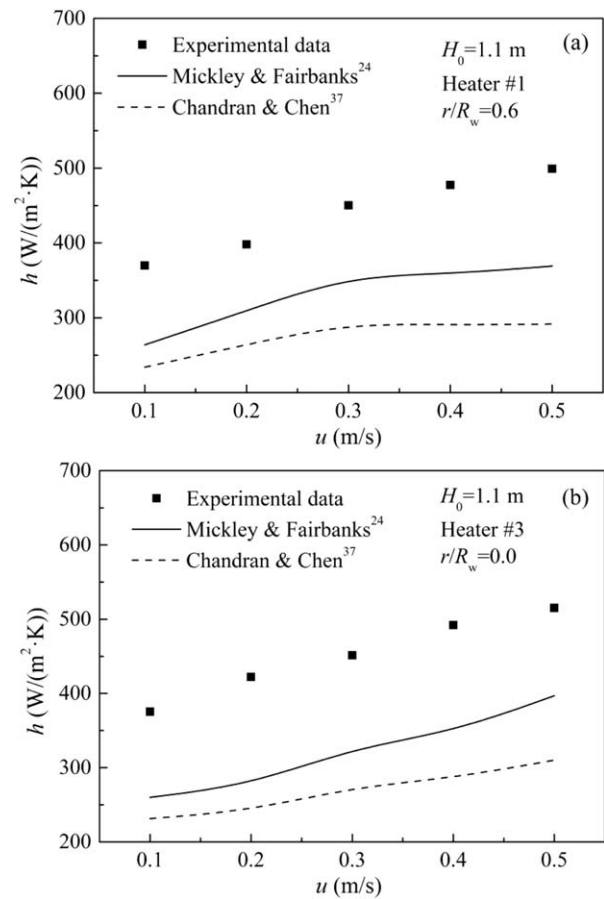 700
600
500
400
300
200
h (W/(m²·K))
Experimental data
Mickley & Fairbanks²⁴
Chandran & Chen³⁷
H₀=1.1 m
Heater #1
r/R_w=0.6
(a)
0.1 0.2 0.3 0.4 0.5
u (m/s)
700
600
500
400
300
200
h (W/(m²·K))
Experimental data
Mickley & Fairbanks²⁴
Chandran & Chen³⁷
H₀=1.1 m
Heater #3
r/R_w=0.0
(b)
0.1 0.2 0.3 0.4 0.5
u (m/s)